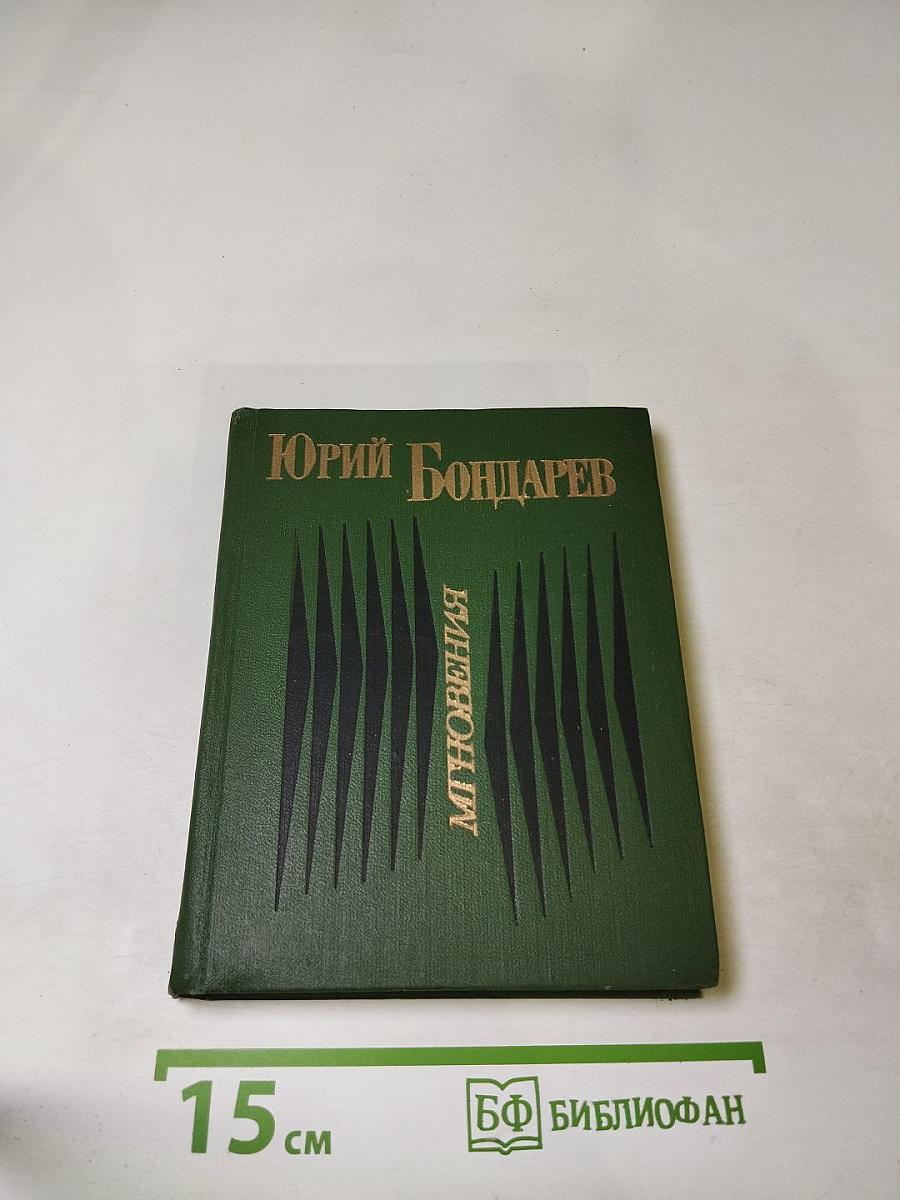 Юрий Бондарев
МГНОВЕНИЯ
15 см
БФ БИБЛИОФАН